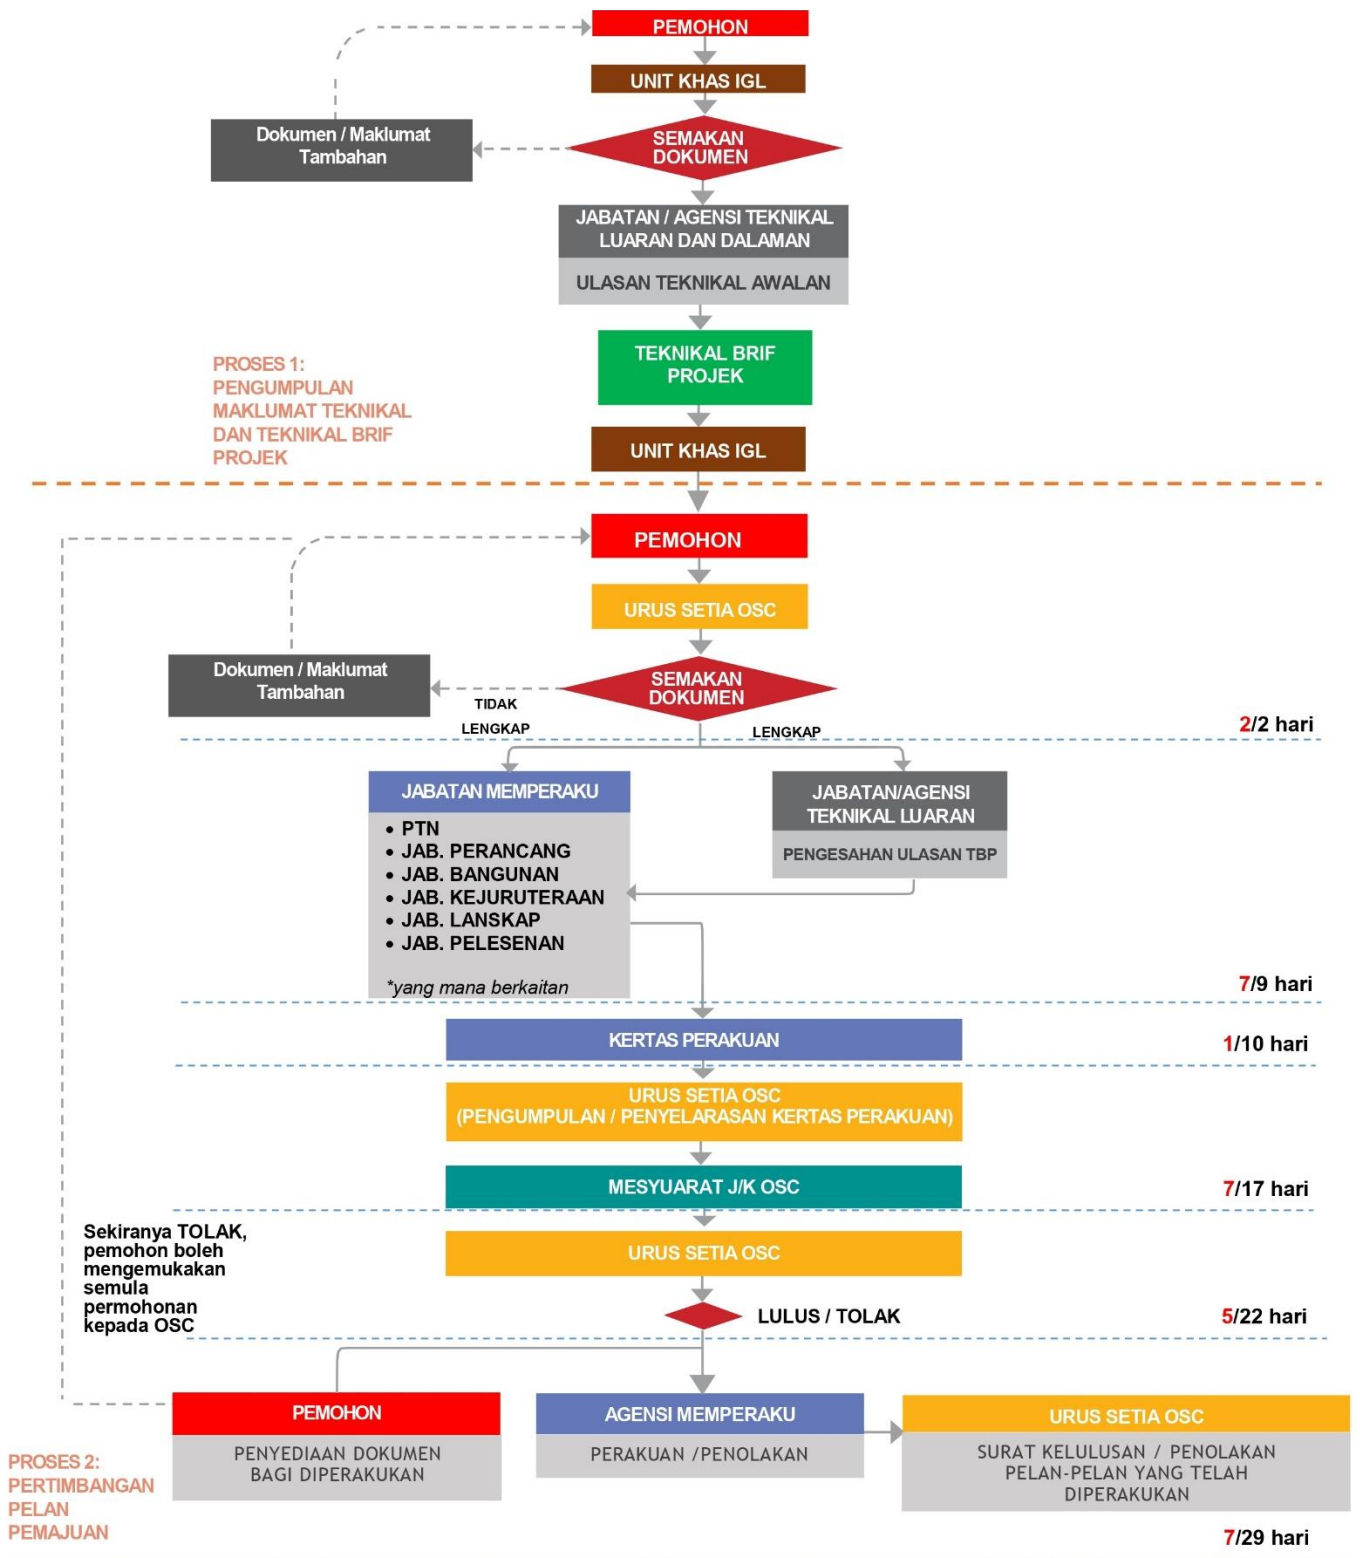 PEMOHON
UNIT KHAS IGL
SEMAKAN
DOKUMEN
Dokumen / Maklumat
Tambahan
JABATAN / AGENSI TEKNIKAL
LUARAN DAN DALAMAN
ULASAN TEKNIKAL AWALAN
TEKNIKAL BRIF
PROJEK
PROSES 1:
PENGUMPULAN
MAKLUMAT TEKNIKAL
DAN TEKNIKAL BRIF
PROJEK
UNIT KHAS IGL
PEMOHON
URUS SETIA OSC
SEMAKAN
DOKUMEN
Dokumen / Maklumat
Tambahan
TIDAK
LENGKAP
LENGKAP
2/2 hari
JABATAN MEMPERAKU
• PTN
• JAB. PERANCANG
• JAB. BANGUNAN
• JAB. KEJURUTERAAN
• JAB. LANSKAP
• JAB. PELESENAN
*yang mana berkaitan
JABATAN/AGENSI
TEKNIKAL LUARAN
PENGESAHAN ULASAN TBP
7/9 hari
KERTAS PERAKUAN
1/10 hari
URUS SETIA OSC
(PENGUMPULAN / PENYELARASAN KERTAS PERAKUAN)
MESYUARAT J/K OSC
7/17 hari
Sekiranya TOLAK,
pemohon boleh
mengemukakan
semula
permohonan
kepada OSC
URUS SETIA OSC
LULUS / TOLAK
5/22 hari
PEMOHON
PENYEDIAAN DOKUMEN
BAGI DIPERAKUKAN
AGENSI MEMPERAKU
PERAKUAN /PENOLAKAN
URUS SETIA OSC
SURAT KELULUSAN / PENOLAKAN
PELAN-PELAN YANG TELAH
DIPERAKUKAN
PROSES 2:
PERTIMBANGAN
PELAN
PEMAJUAN
7/29 hari